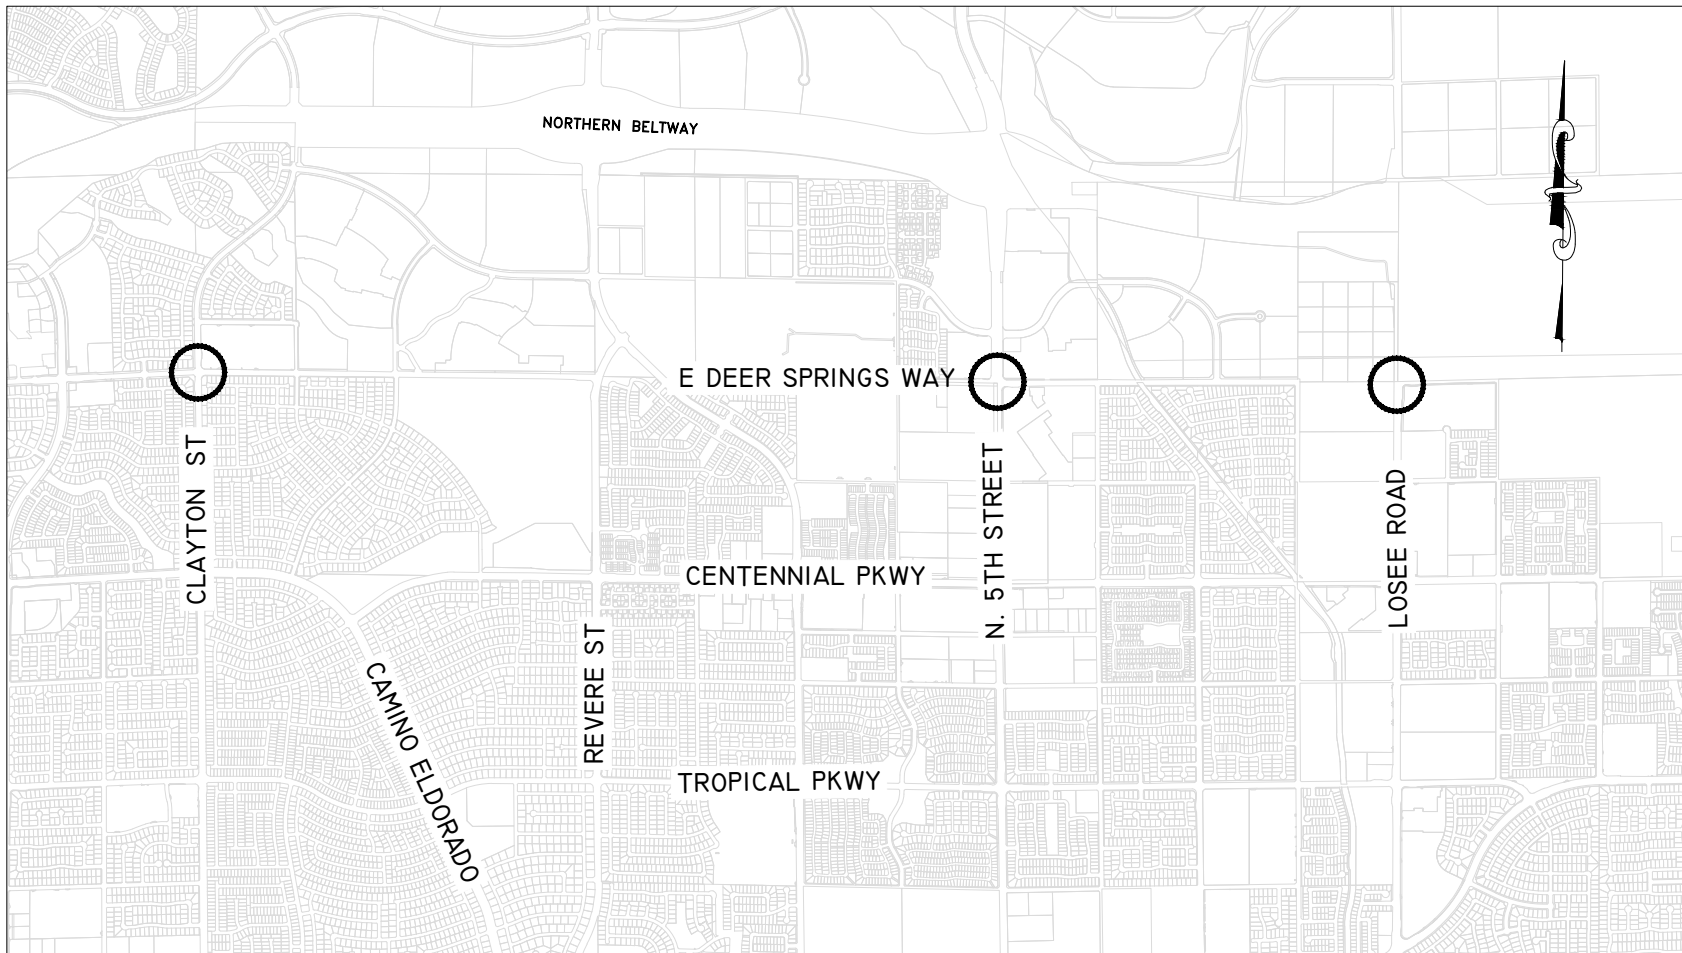 NORTHERN BELTWAY
E DEER SPRINGS WAY
CLAYTON ST
N. 5TH STREET
LOSEE ROAD
CENTENNIAL PKWY
REVERE ST
CAMINO ELDORADO
TROPICAL PKWY